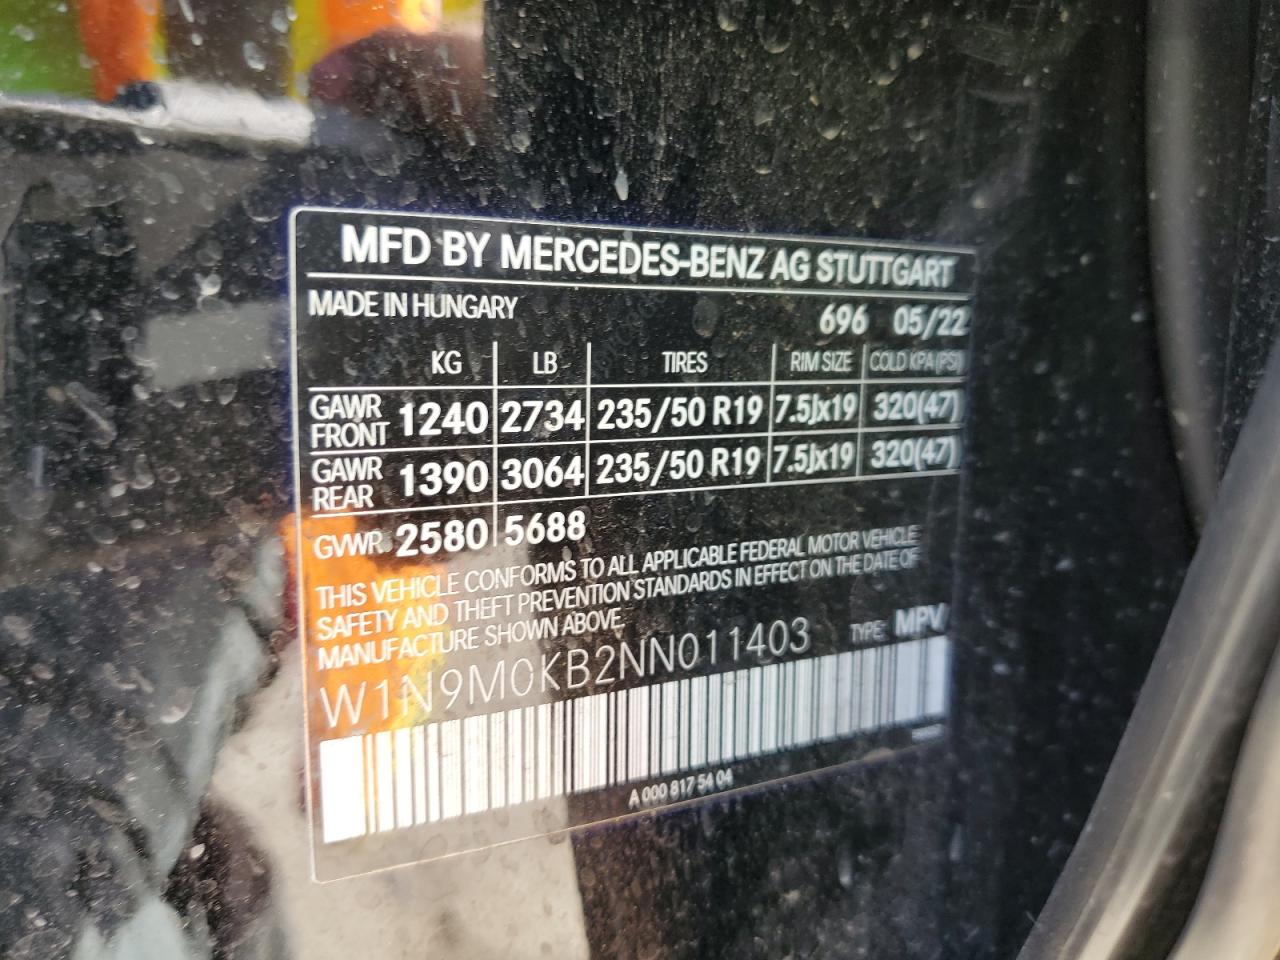 MFD BY MERCEDES-BENZ AG STUTTGART
MADE IN HUNGARY 696 05/22
KG LB TIRES RIM SIZE COLD KPA(PSI)
GAWR FRONT 1240 2734 235/50 R19 7.5Jx19 320(47)
GAWR REAR 1390 3064 235/50 R19 7.5Jx19 320(47)
GVWR 2580 5688
THIS VEHICLE CONFORMS TO ALL APPLICABLE FEDERAL MOTOR VEHICLE
SAFETY AND THEFT PREVENTION STANDARDS IN EFFECT ON THE DATE OF
MANUFACTURE SHOWN ABOVE.
W1N9M0KB2NN011403 TYPE: MPV
A 000 817 54 04